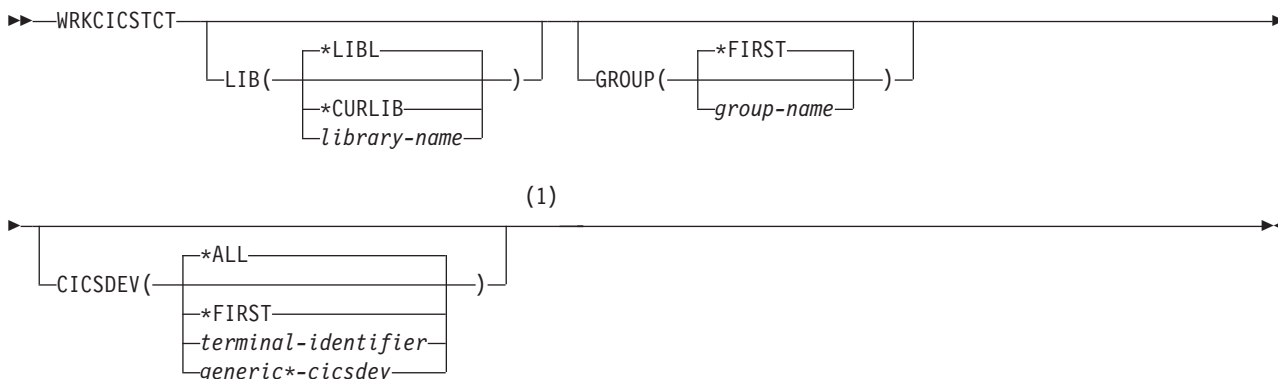 WRKCICSTCT
LIB(
*LIBL
*CURLIB
library-name
)
GROUP(
*FIRST
group-name
)
(1)
CICSDEV(
*ALL
*FIRST
terminal-identifier
generic*-cicsdev
)